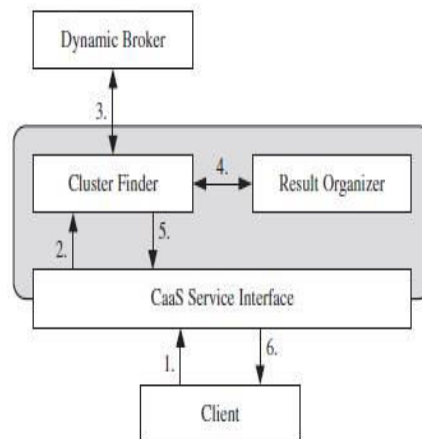 Dynamic Broker
3.
Cluster Finder
4.
Result Organizer
2.
5.
CaaS Service Interface
1.
6.
Client